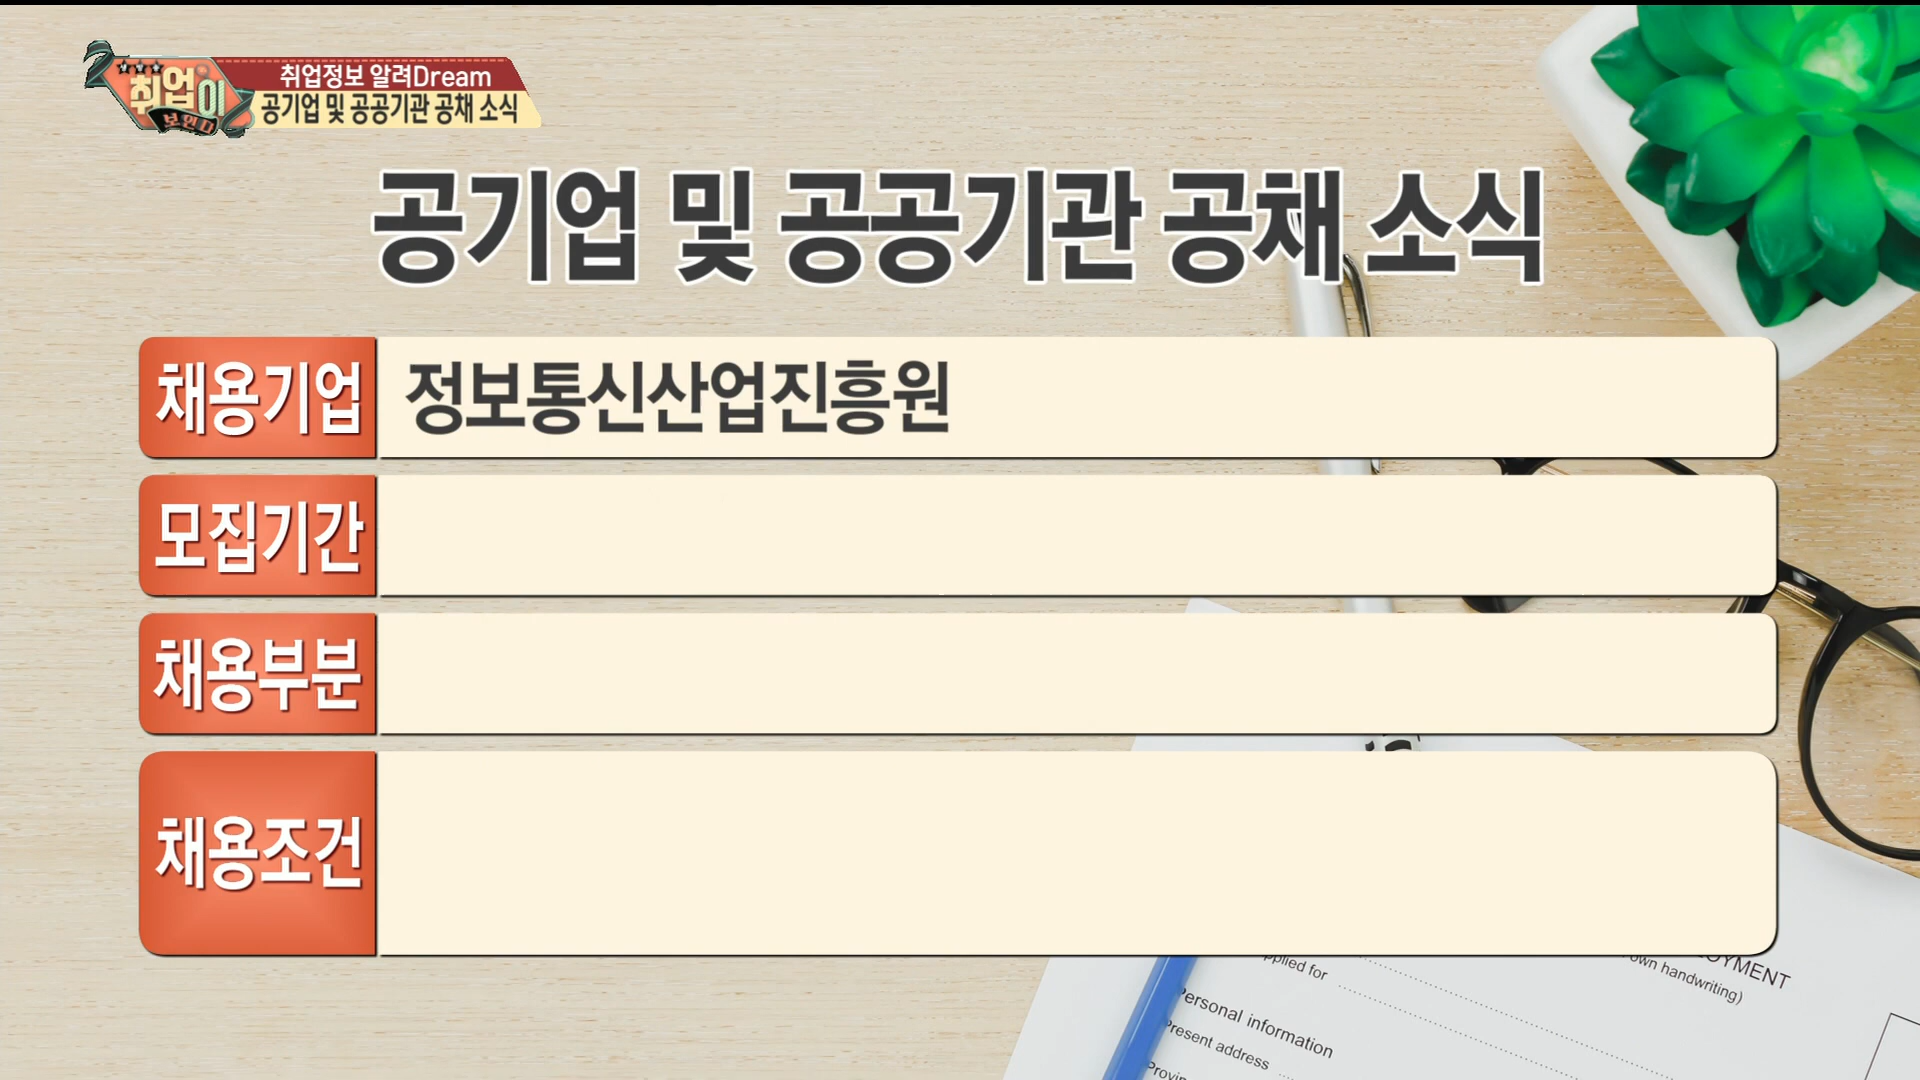 취업이
보인다
취업정보 알려Dream
공기업 및 공공기관 공채 소식
공기업 및 공공기관 공채 소식
채용기업
정보통신산업진흥원
모집기간
채용부분
채용조건
for
handwriting)
Personal information
Present address